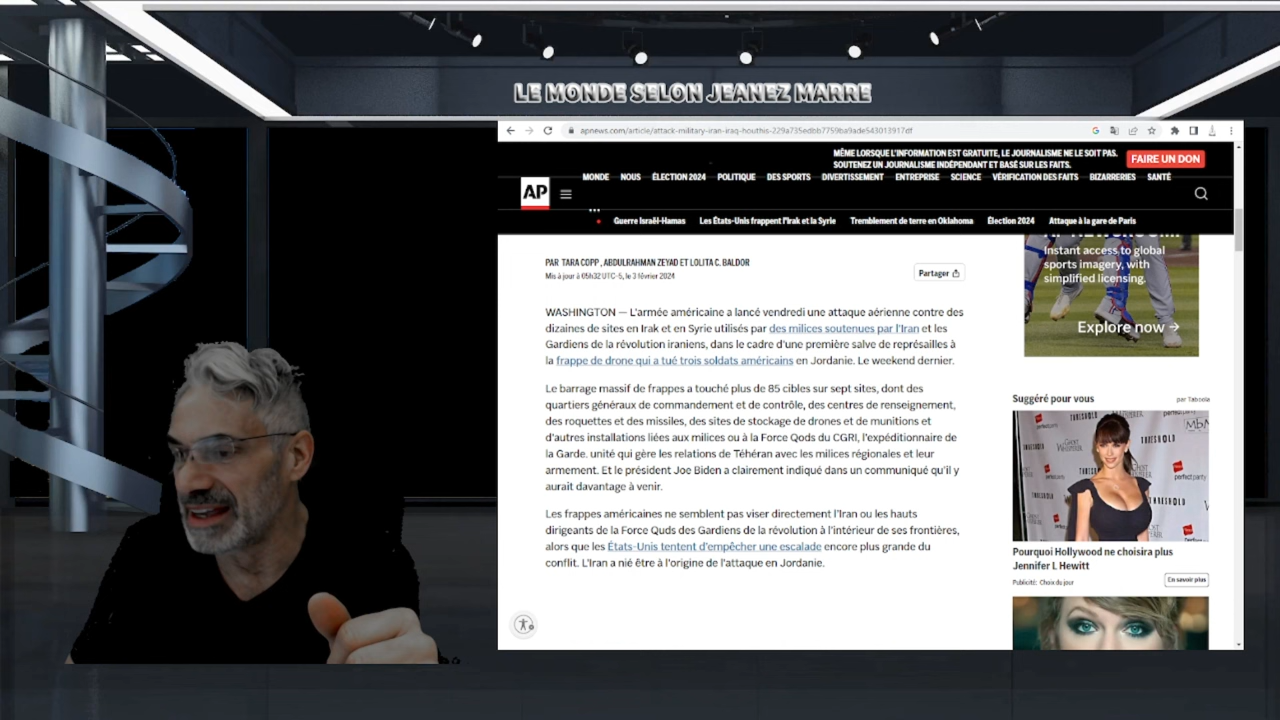 LE MONDE SELON JEANEZ MARRE
apnews.com/article/attack-military-iran-iraq-houthis-229a735edbb7759ba9ade543013917df
MÊME LORSQUE L'INFORMATION EST GRATUITE, LE JOURNALISME NE LE SOIT PAS.
SOUTENEZ UN JOURNALISME INDÉPENDANT ET BASÉ SUR LES FAITS.
FAIRE UN DON
MONDE NOUS ÉLECTION 2024 POLITIQUE DES SPORTS DIVERTISSEMENT ENTREPRISE SCIENCE VÉRIFICATION DES FAITS BIZARRERIES SANTÉ
AP
...
Guerre Israël-Hamas Les États-Unis frappent l'Irak et la Syrie Tremblement de terre en Oklahoma Élection 2024 Attaque à la gare de Paris
PAR TARA COPP , ABDULRAHMAN ZEYAD ET LOLITA C. BALDOR
Mis à jour à 05h32 UTC-5, le 3 février 2024
Partager
WASHINGTON — L'armée américaine a lancé vendredi une attaque aérienne contre des
dizaines de sites en Irak et en Syrie utilisés par des milices soutenues par l'Iran et les
Gardiens de la révolution iraniens, dans le cadre d'une première salve de représailles à
la frappe de drone qui a tué trois soldats américains en Jordanie. Le weekend dernier.
Le barrage massif de frappes a touché plus de 85 cibles sur sept sites, dont des
quartiers généraux de commandement et de contrôle, des centres de renseignement,
des roquettes et des missiles, des sites de stockage de drones et de munitions et
d'autres installations liées aux milices ou à la Force Qods du CGRI, l'expéditionnaire de
la Garde. unité qui gère les relations de Téhéran avec les milices régionales et leur
armement. Et le président Joe Biden a clairement indiqué dans un communiqué qu'il y
aurait davantage à venir.
Les frappes américaines ne semblent pas viser directement l'Iran ou les hauts
dirigeants de la Force Quds des Gardiens de la révolution à l'intérieur de ses frontières,
alors que les États-Unis tentent d'empêcher une escalade encore plus grande du
conflit. L'Iran a nié être à l'origine de l'attaque en Jordanie.
Instant access to global
sports imagery, with
simplified licensing.
Explore now →
Suggéré pour vous
par Taboola
THRESHOLD
perfectparty
Pourquoi Hollywood ne choisira plus
Jennifer L Hewitt
Publicité: Choix du jour
En savoir plus